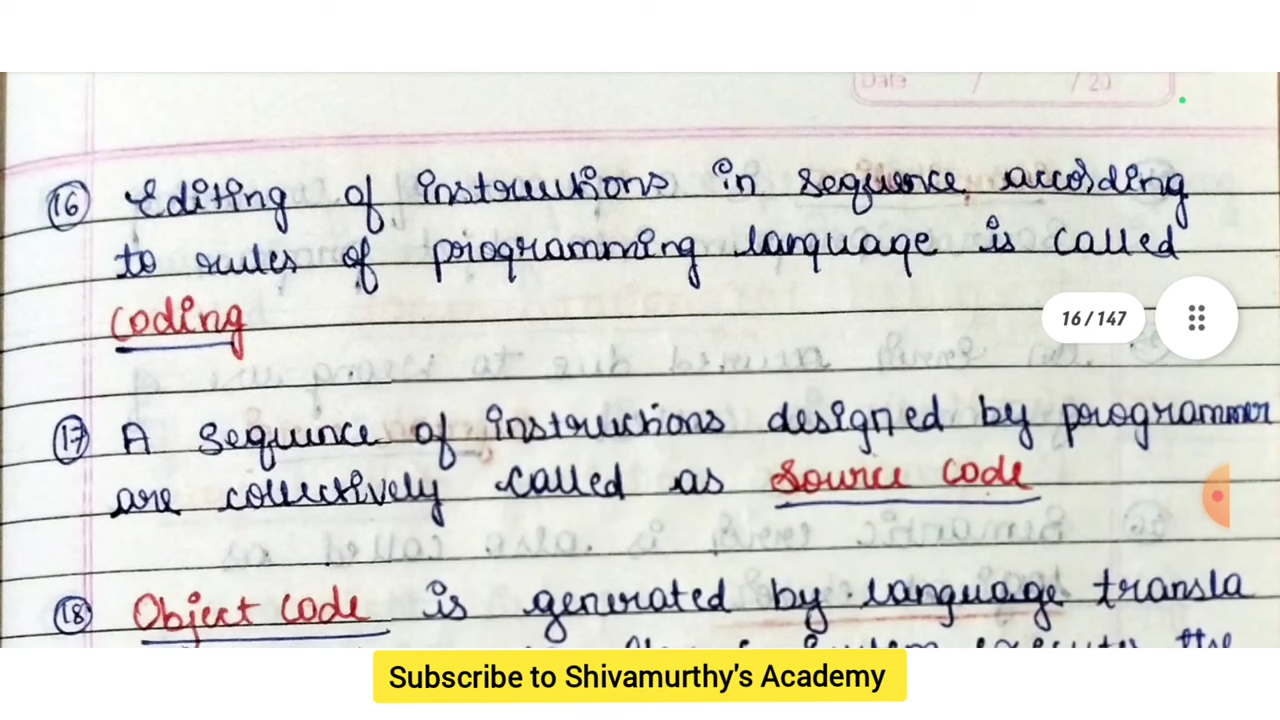 Date / / 20
16 Editing of instructions in sequence according
to rules of programming language is called
coding
16 / 147
17 A sequence of instructions designed by programmer
are collectively called as Source code
18 Object code is generated by language transla
executes the
Subscribe to Shivamurthy's Academy